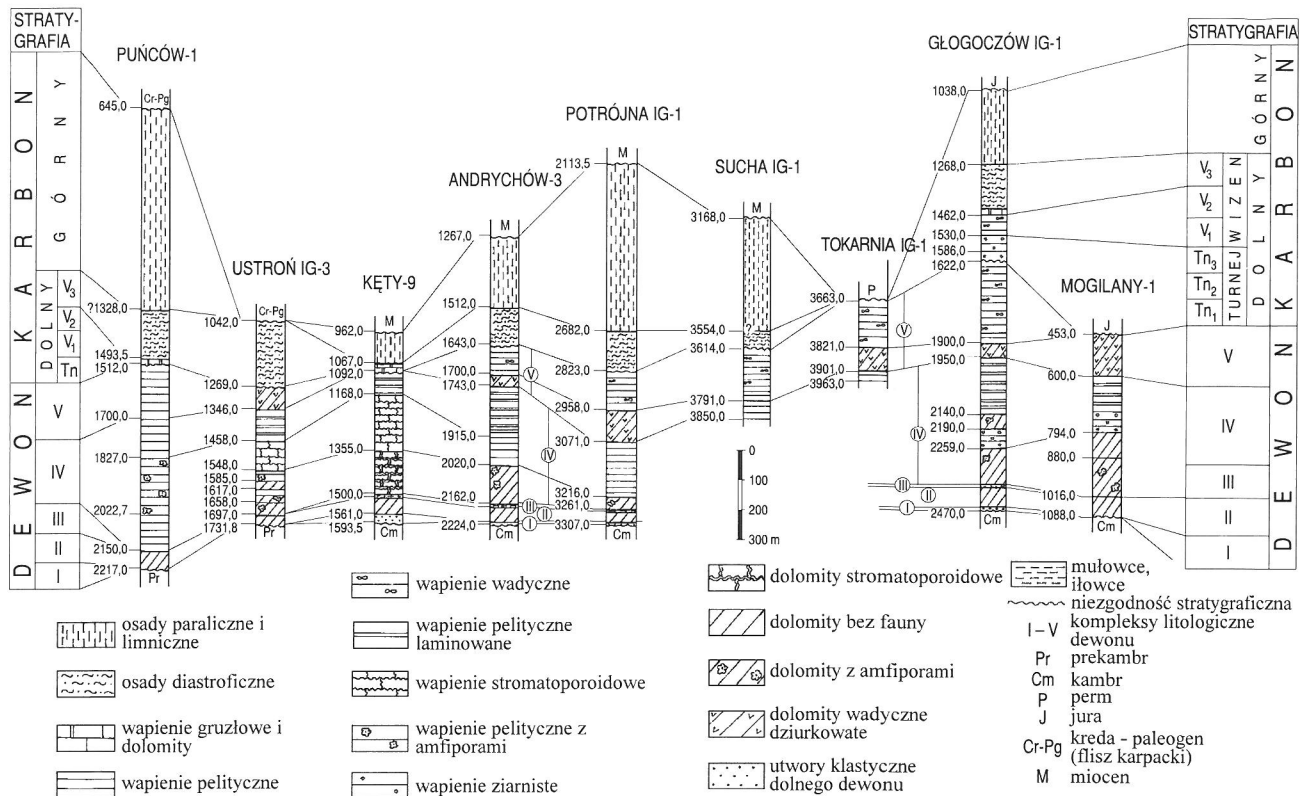 STRATY-
GRAFIA
DEWON
KARBON
DOLNY
GÓRNY
V3
V2
V1
Tn
V
IV
III
II
I
PUŃCÓW-1
Cr-Pg
645,0
?1328,0
1493,5
1512,0
1700,0
1827,0
2022,7
2150,0
2217,0
Pr
USTROŃ IG-3
Cr-Pg
1042,0
1269,0
1346,0
1458,0
1548,0
1585,0
1617,0
1658,0
1697,0
1731,8
Pr
KĘTY-9
M
962,0
1067,0
1092,0
1168,0
1355,0
1500,0
1561,0
1593,5
Cm
ANDRYCHÓW-3
M
1267,0
1512,0
1643,0
1700,0
1743,0
1915,0
2020,0
2162,0
2224,0
Cm
V
IV
III
II
I
POTRÓJNA IG-1
M
2113,5
2682,0
2823,0
2958,0
3071,0
3216,0
3261,0
3307,0
Cm
SUCHA IG-1
M
3168,0
3554,0
?
3614,0
3791,0
3850,0
0
100
200
300 m
TOKARNIA IG-1
P
3663,0
3821,0
3901,0
3963,0
V
IV
III
II
I
GŁOGOCZÓW IG-1
J
1038,0
1268,0
1462,0
1530,0
1586,0
1622,0
1900,0
1950,0
2140,0
2190,0
2259,0
2470,0
Cm
MOGILANY-1
J
453,0
600,0
794,0
880,0
1016,0
1088,0
Cm
STRATYGRAFIA
GÓRNY
DOLNY
WIZEN
TURNEJ
KARBON
DEWON
V3
V2
V1
Tn3
Tn2
Tn1
V
IV
III
II
I
osady paraliczne i
limniczne
osady diastroficzne
wapienie gruzłowe i
dolomity
wapienie pelityczne
wapienie wadyczne
wapienie pelityczne
laminowane
wapienie stromatoporoidowe
wapienie pelityczne z
amfiporami
wapienie ziarniste
dolomity stromatoporoidowe
dolomity bez fauny
dolomity z amfiporami
dolomity wadyczne
dziurkowate
utwory klastyczne
dolnego dewonu
mułowce,
iłowce
niezgodność stratygraficzna
I – V kompleksy litologiczne
dewonu
Pr prekambr
Cm kambr
P perm
J jura
Cr-Pg kreda - paleogen
(flisz karpacki)
M miocen